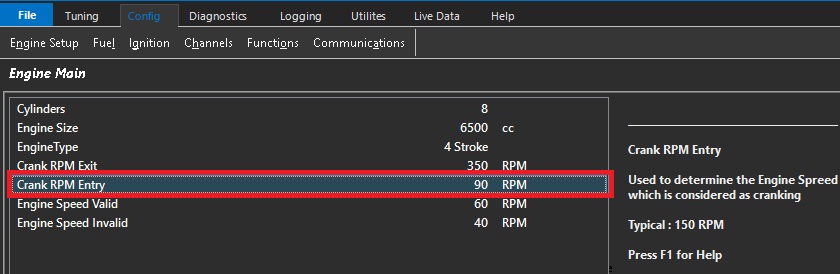 File Tuning Config Diagnostics Logging Utilites Live Data Help
Engine Setup Fuel Ignition Channels Functions Communications
Engine Main
Cylinders 8
Engine Size 6500 cc
EngineType 4 Stroke
Crank RPM Exit 350 RPM
Crank RPM Entry 90 RPM
Engine Speed Valid 60 RPM
Engine Speed Invalid 40 RPM
Crank RPM Entry
Used to determine the Engine Spreed
which is considered as cranking
Typical : 150 RPM
Press F1 for Help